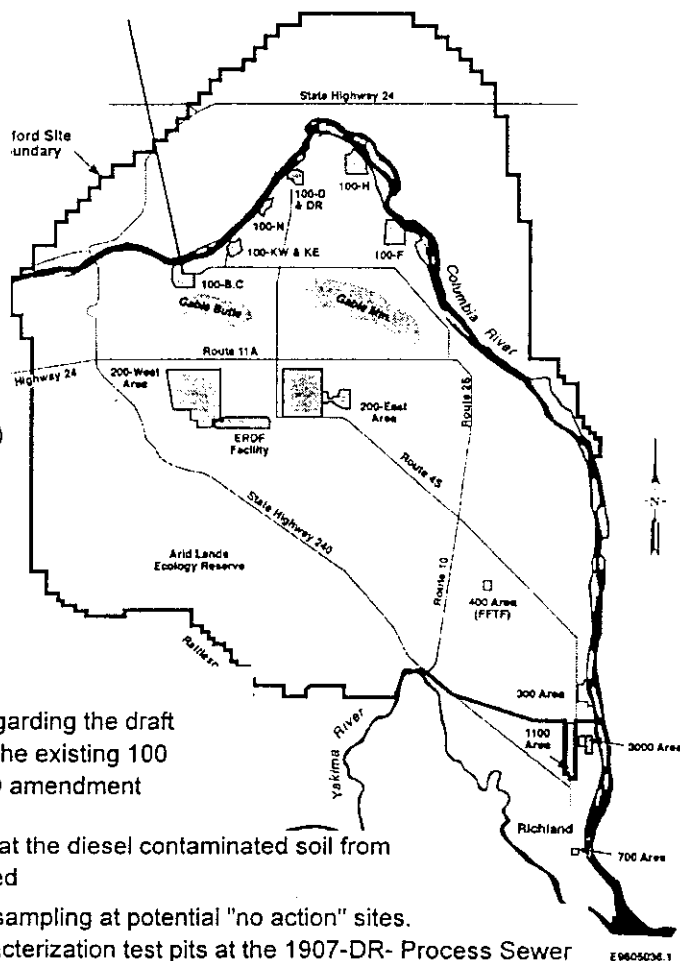 State Highway 24
ford Site
undary
100-D
& DR
100-H
100-N
100-KW & KE
100-F
100-B.C
Columbia River
Gable Butte
Gable Mtn.
Route 11A
Highway 24
200-West
Area
200-East
Area
ERDF
Facility
Route 4S
State Highway 240
Route 10
Arid Lands
Ecology Reserve
400 Area
(FFTF)
-N-
300 Area
1100
Area
3000 Area
Yakima River
Richland
700 Area
garding the draft
he existing 100
amendment
at the diesel contaminated soil from
ed
sampling at potential "no action" sites.
acterization test pits at the 1907-DR- Process Sewer
E9605036.1